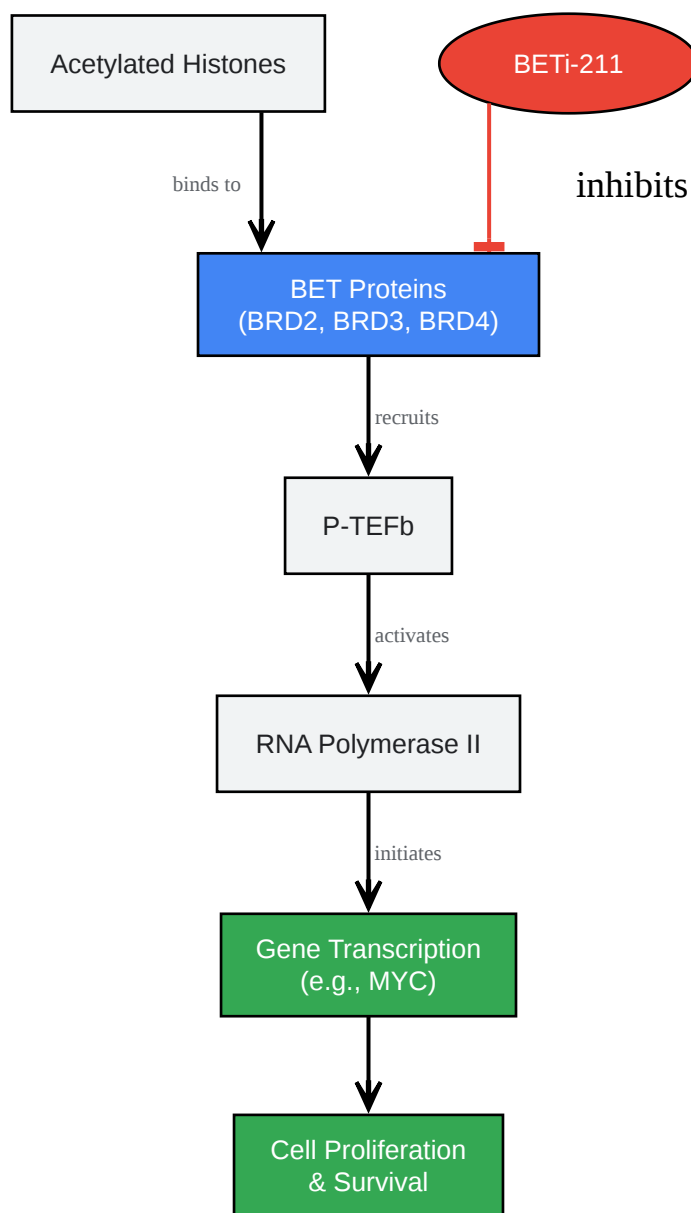 Acetylated Histones
BETi-211
binds to
inhibits
BET Proteins
(BRD2, BRD3, BRD4)
recruits
P-TEFb
activates
RNA Polymerase II
initiates
Gene Transcription
(e.g., MYC)
Cell Proliferation
& Survival